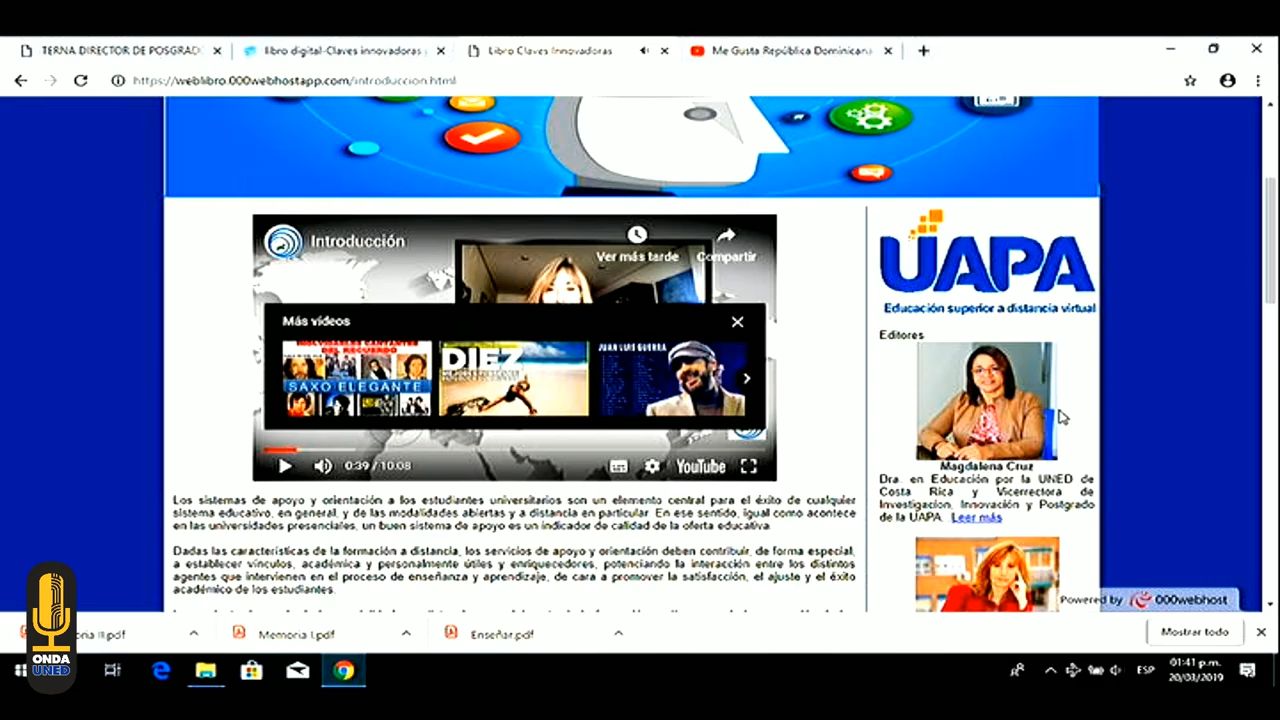 TERNA DIRECTOR DE POSGRAD
libro digital-Claves innovadoras
Libro Claves Innovadoras
Me Gusta República Dominicana
https://weblibro.000webhostapp.com/introduccion.html
Introducción
Ver más tarde
Compartir
Más vídeos
DEL RECUERDO
SAXO ELEGANTE
DIEZ
JUAN LUIS GUERRA
0:39 / 10:08
YouTube
UAPA
Educación superior a distancia virtual
Editores
Magdalena Cruz
Dra. en Educación por la UNED de
Costa Rica y Vicerrectora de
Investigacion, Innovación y Postgrado
de la UAPA. Leer más
Los sistemas de apoyo y orientación a los estudiantes universitarios son un elemento central para el éxito de cualquier
sistema educativo, en general, y de las modalidades abiertas y a distancia en particular. En ese sentido, igual como acontece
en las universidades presenciales, un buen sistema de apoyo es un indicador de calidad de la oferta educativa.
Dadas las características de la formación a distancia, los servicios de apoyo y orientación deben contribuir, de forma especial,
a establecer vínculos, académica y personalmente útiles y enriquecedores, potenciando la interacción entre los distintos
agentes que intervienen en el proceso de enseñanza y aprendizaje, de cara a promover la satisfacción, el ajuste y el éxito
académico de los estudiantes.
Powered by 000webhost
ria II.pdf
Memoria I.pdf
Enseñar.pdf
Mostrar todo
ONDA
UNED
ESP
01:41 p.m.
20/03/2019